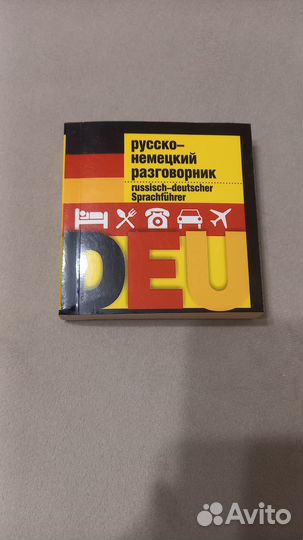 русско–
немецкий
разговорник
russisch–deutscher
Sprachführer
DEU
Avito